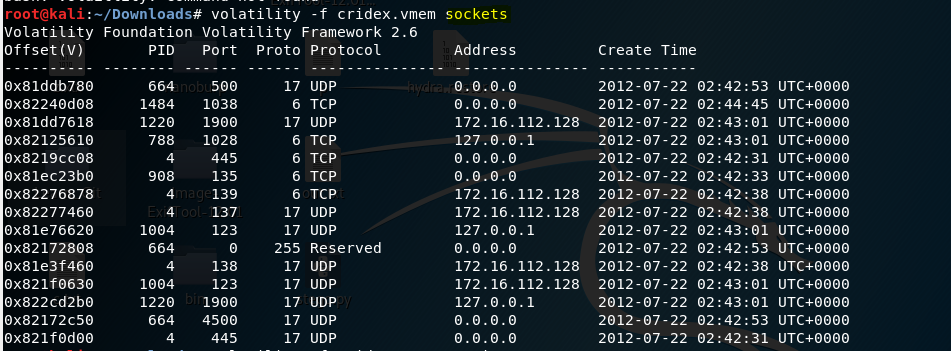 root@kali:~/Downloads# volatility -f cridex.vmem sockets
Volatility Foundation Volatility Framework 2.6
Offset(V) PID Port Proto Protocol Address Create Time
---------- -------- ------ ------ --------------- --------------- -----------
0x81ddb780 664 500 17 UDP 0.0.0.0 2012-07-22 02:42:53 UTC+0000
0x82240d08 1484 1038 6 TCP 0.0.0.0 2012-07-22 02:44:45 UTC+0000
0x81dd7618 1220 1900 17 UDP 172.16.112.128 2012-07-22 02:43:01 UTC+0000
0x82125610 788 1028 6 TCP 127.0.0.1 2012-07-22 02:43:01 UTC+0000
0x8219cc08 4 445 6 TCP 0.0.0.0 2012-07-22 02:42:31 UTC+0000
0x81ec23b0 908 135 6 TCP 0.0.0.0 2012-07-22 02:42:33 UTC+0000
0x82276878 4 139 6 TCP 172.16.112.128 2012-07-22 02:42:38 UTC+0000
0x82277460 4 137 17 UDP 172.16.112.128 2012-07-22 02:42:38 UTC+0000
0x81e76620 1004 123 17 UDP 127.0.0.1 2012-07-22 02:43:01 UTC+0000
0x82172808 664 0 255 Reserved 0.0.0.0 2012-07-22 02:42:53 UTC+0000
0x81e3f460 4 138 17 UDP 172.16.112.128 2012-07-22 02:42:38 UTC+0000
0x821f0630 1004 123 17 UDP 172.16.112.128 2012-07-22 02:43:01 UTC+0000
0x822cd2b0 1220 1900 17 UDP 127.0.0.1 2012-07-22 02:43:01 UTC+0000
0x82172c50 664 4500 17 UDP 0.0.0.0 2012-07-22 02:42:53 UTC+0000
0x821f0d00 4 445 17 UDP 0.0.0.0 2012-07-22 02:42:31 UTC+0000